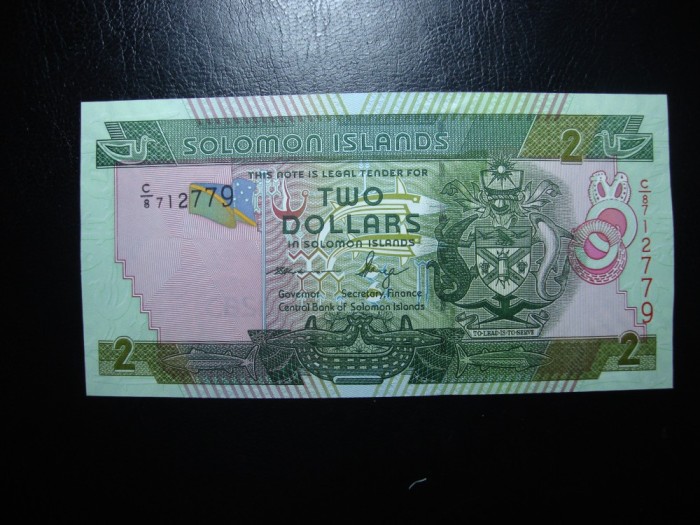 SOLOMON ISLANDS
2
THIS NOTE IS LEGAL TENDER FOR
C/8 712779
TWO
DOLLARS
IN SOLOMON ISLANDS
C/8 712779
Governor Secretary, Finance
Central Bank of Solomon Islands
TO·LEAD·IS·TO·SERVE
2
2